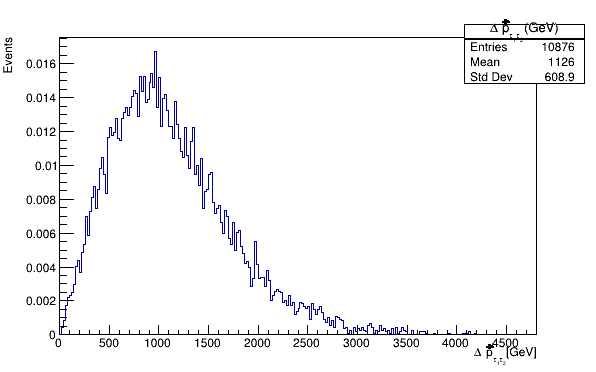 Δ p⃗_τ₁τ₂(GeV)
Entries 10876
Mean 1126
Std Dev 608.9
Events
0.016
0.014
0.012
0.01
0.008
0.006
0.004
0.002
0
0 500 1000 1500 2000 2500 3000 3500 4000 4500
Δ p⃗_τ₁τ₂[GeV]